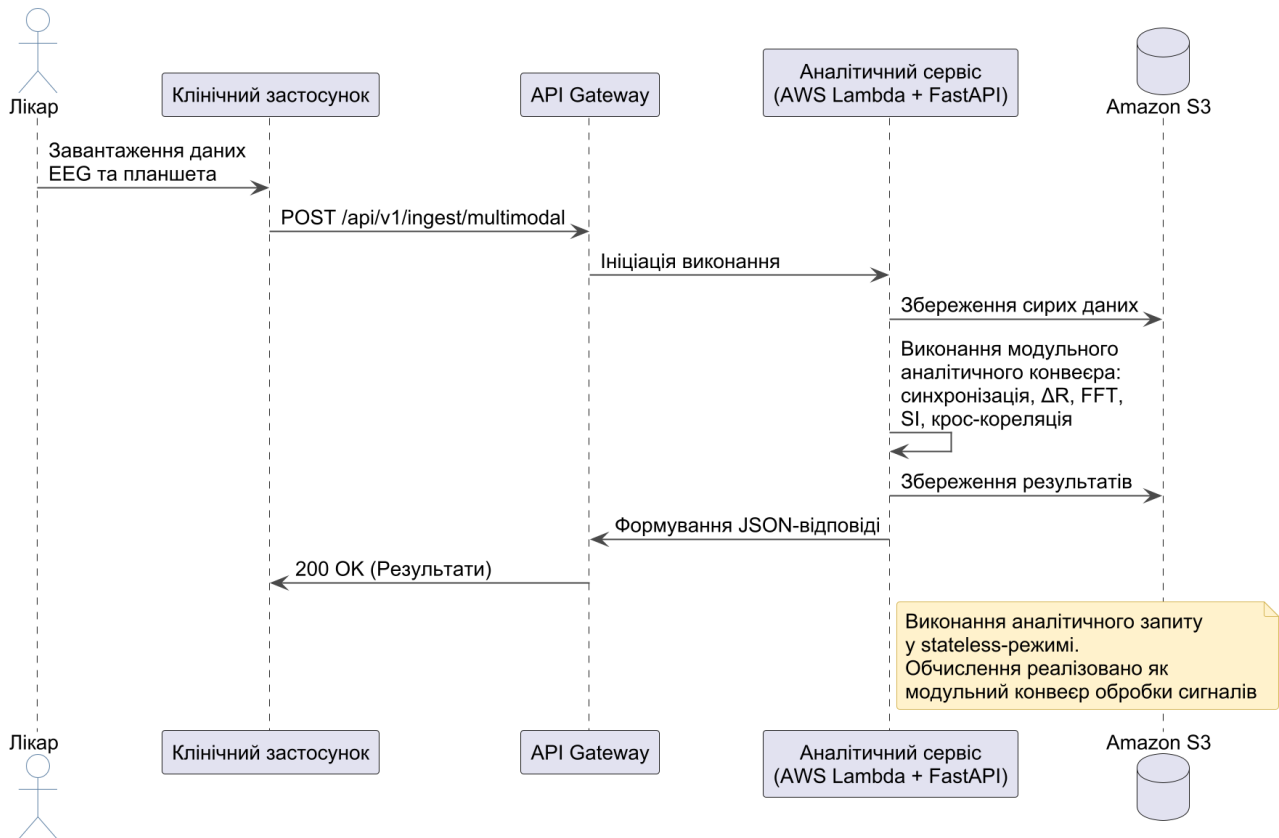 Лікар
Клінічний застосунок
API Gateway
Аналітичний сервіс
(AWS Lambda + FastAPI)
Amazon S3
Завантаження даних
EEG та планшета
POST /api/v1/ingest/multimodal
Ініціація виконання
Збереження сирих даних
Виконання модульного
аналітичного конвеєра:
синхронізація, ΔR, FFT,
SI, крос-кореляція
Збереження результатів
Формування JSON-відповіді
200 OK (Результати)
Виконання аналітичного запиту
у stateless-режимі.
Обчислення реалізовано як
модульний конвеєр обробки сигналів
Лікар
Клінічний застосунок
API Gateway
Аналітичний сервіс
(AWS Lambda + FastAPI)
Amazon S3